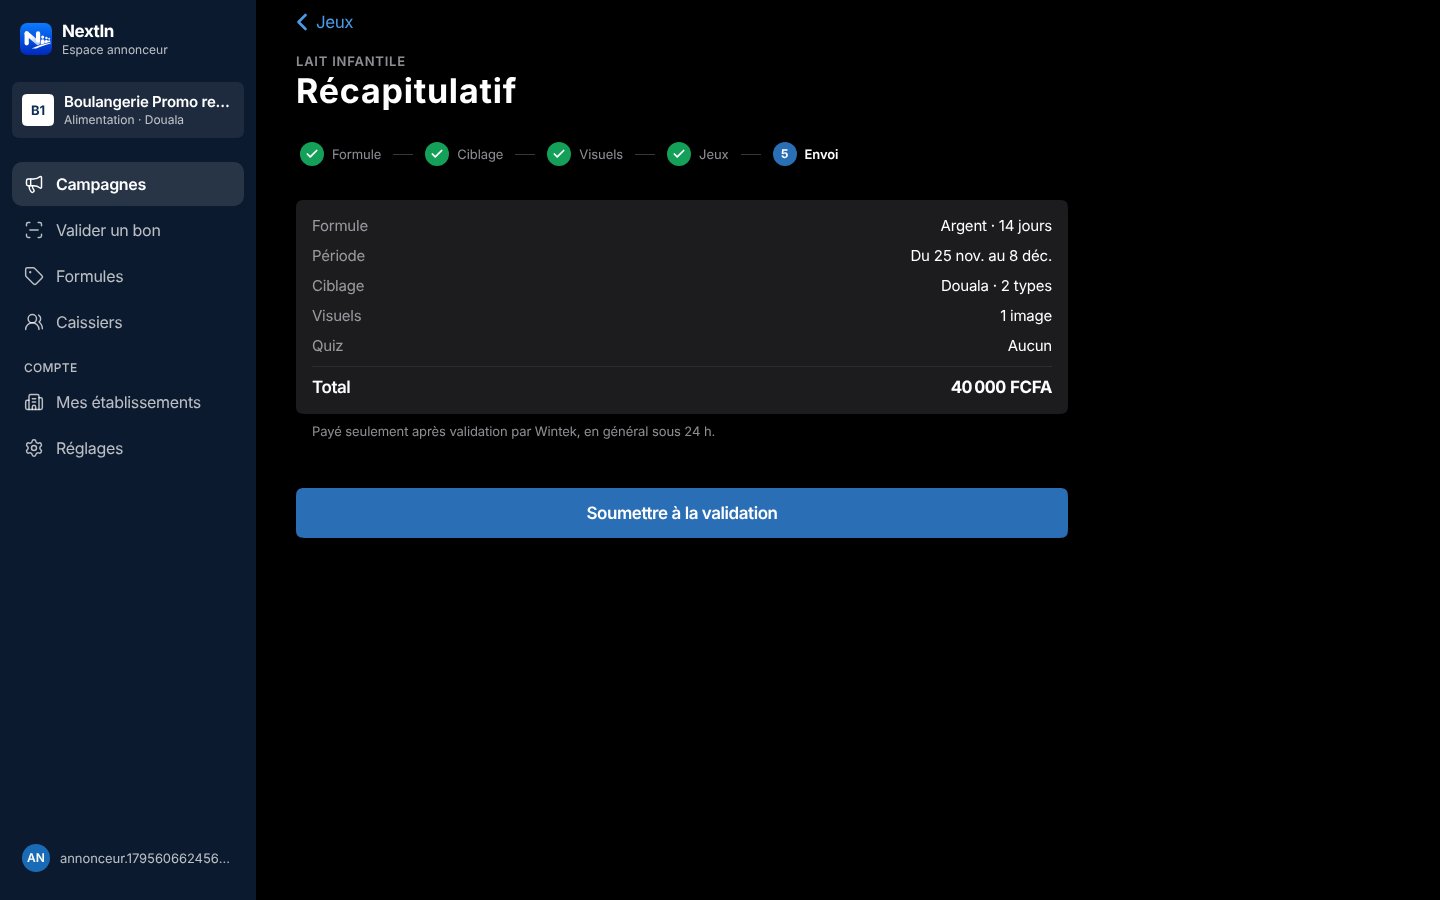 NextIn
Espace annonceur
B1
Boulangerie Promo re...
Alimentation · Douala
Campagnes
Valider un bon
Formules
Caissiers
COMPTE
Mes établissements
Réglages
AN
annonceur.179560662456...
Jeux
LAIT INFANTILE
Récapitulatif
Formule
Ciblage
Visuels
Jeux
5
Envoi
Formule
Argent · 14 jours
Période
Du 25 nov. au 8 déc.
Ciblage
Douala · 2 types
Visuels
1 image
Quiz
Aucun
Total
40 000 FCFA
Payé seulement après validation par Wintek, en général sous 24 h.
Soumettre à la validation